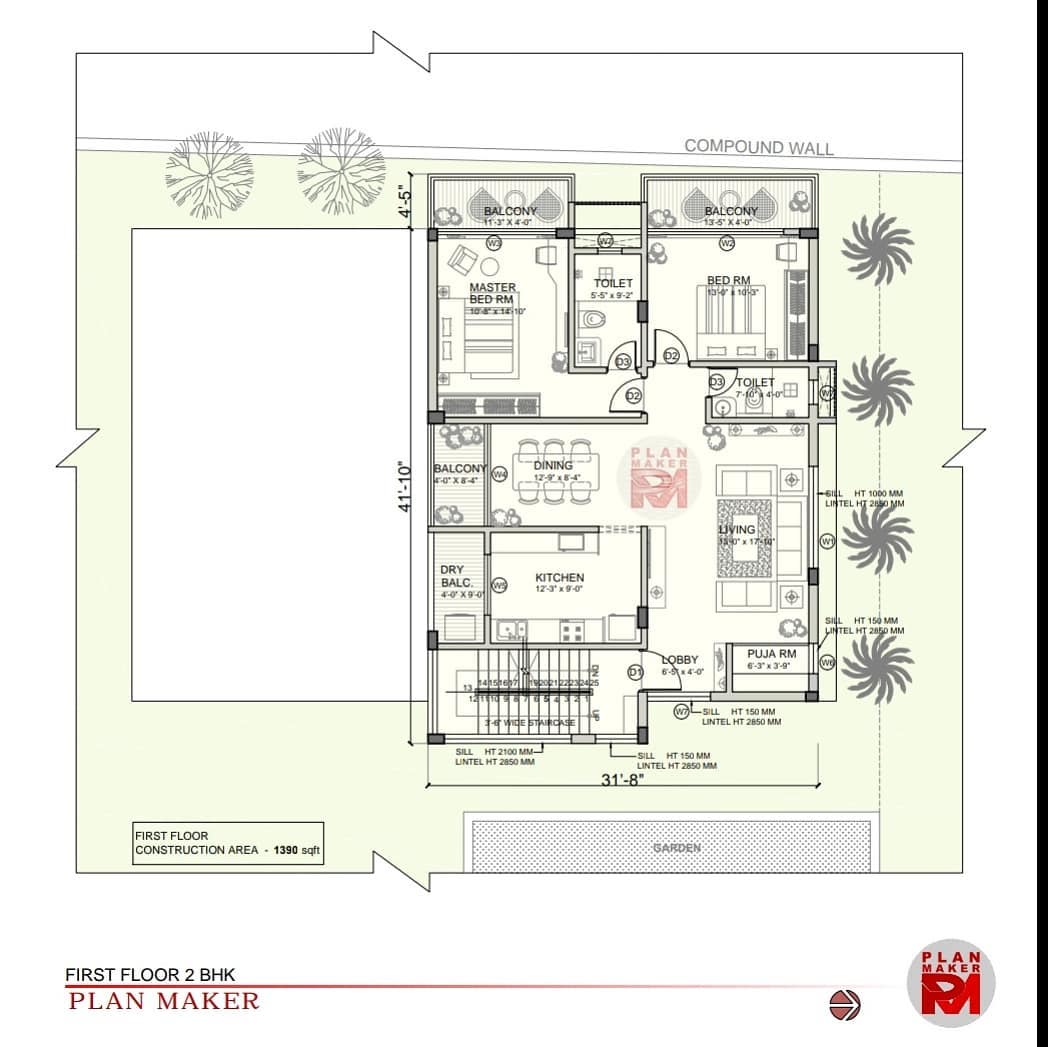 COMPOUND WALL
4'-5"
BALCONY
11'-3" X 4'-0"
BALCONY
13'-5" X 4'-0"
W3
W2
W2
MASTER
BED RM
10'-8" x 14'-10"
TOILET
5'-5" x 9'-2"
BED RM
13'-0" x 10'-3"
D3
D2
D2
D3
TOILET
7'-10" x 4'-0"
41'-10"
BALCONY
4'-0" X 8'-4"
W4
DINING
12'-9" x 8'-4"
PLAN
MAKER
PM
SILL HT 1000 MM
LINTEL HT 2850 MM
LIVING
W1
DRY
BALC.
4'-0" X 9'-0"
W5
KITCHEN
12'-3" x 9'-0"
SILL HT 150 MM
LINTEL HT 2850 MM
D1
LOBBY
6'-5" x 4'-0"
PUJA RM
6'-3" x 3'-9"
W6
DN
13
14 15 16 17 19 20 21 22 23 24 25
12 11 10 9 8 7 6 5 4 3 2 1
UP
3'-6" WIDE STAIRCASE
W7
SILL HT 150 MM
LINTEL HT 2850 MM
SILL HT 2100 MM
LINTEL HT 2850 MM
SILL HT 150 MM
LINTEL HT 2850 MM
31'-8"
FIRST FLOOR
CONSTRUCTION AREA - 1390 sqft
GARDEN
FIRST FLOOR 2 BHK
PLAN MAKER
PLAN
MAKER
PM